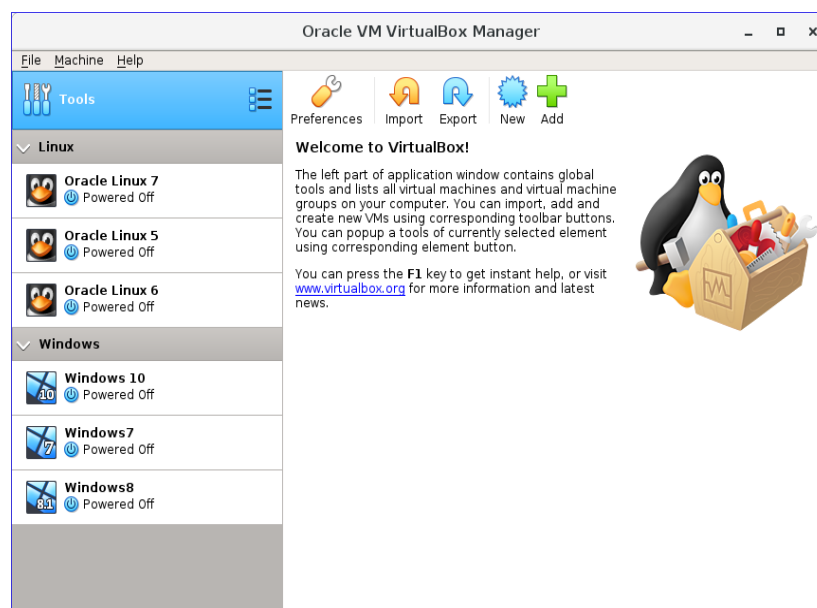 Oracle VM VirtualBox Manager
File Machine Help
Tools
Preferences Import Export New Add
Linux
Oracle Linux 7
Powered Off
Oracle Linux 5
Powered Off
Oracle Linux 6
Powered Off
Windows
Windows 10
10
Powered Off
Windows7
7
Powered Off
Windows8
8.1
Powered Off
Welcome to VirtualBox!
The left part of application window contains global
tools and lists all virtual machines and virtual machine
groups on your computer. You can import, add and
create new VMs using corresponding toolbar buttons.
You can popup a tools of currently selected element
using corresponding element button.
You can press the F1 key to get instant help, or visit
www.virtualbox.org for more information and latest
news.